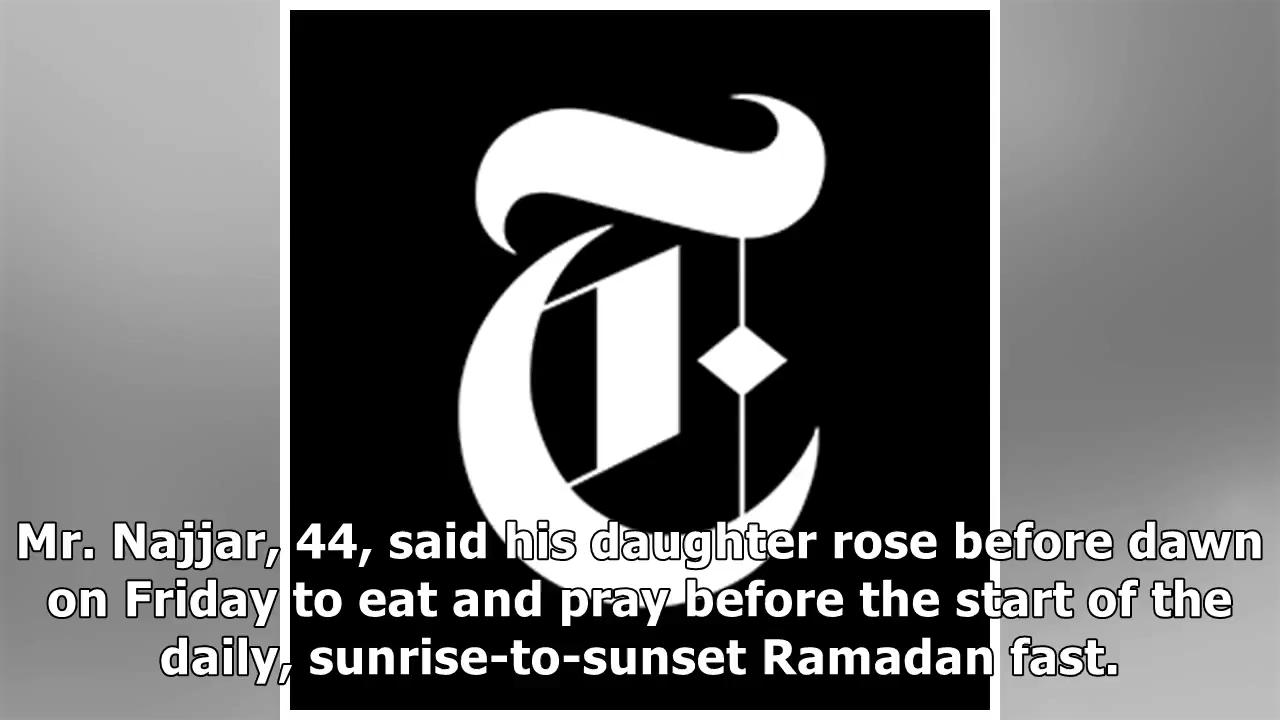 Mr. Najjar, 44, said his daughter rose before dawn
on Friday to eat and pray before the start of the
daily, sunrise-to-sunset Ramadan fast.